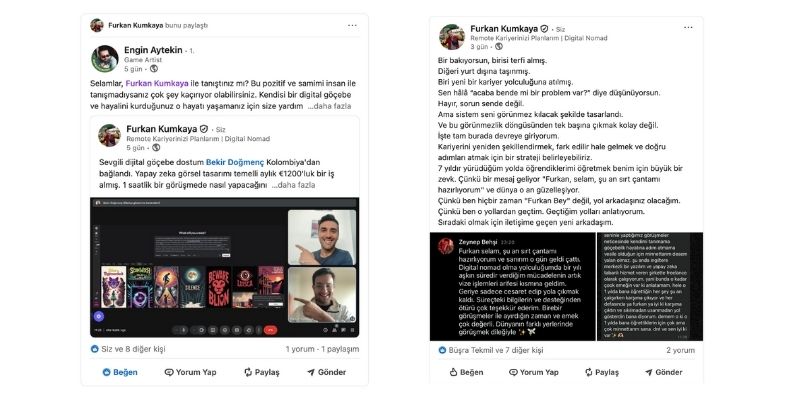 Furkan Kumkaya bunu paylaştı
Engin Aytekin · 1.
Game Artist
5 gün ·
Selamlar, Furkan Kumkaya ile tanıştınız mı? Bu pozitif ve samimi insan ile
tanışmadıysanız çok şey kaçırıyor olabilirsiniz. Kendisi bir digital göçebe
ve hayalini kurduğunuz o hayatı yaşamanız için size yardım ...daha fazla
Furkan Kumkaya · Siz
Remote Kariyerinizi Planlarım | Digital Nomad
5 gün ·
Sevgili dijital göçebe dostum Bekir Doğmenç Kolombiya'dan
bağlandı. Yapay zeka görsel tasarımı temelli aylık €1200'luk bir iş
almış. 1 saatlik bir görüşmede nasıl yapacağını ...daha fazla
SILENCE
BEWARE
LION
Siz ve 8 diğer kişi
1 yorum · 1 paylaşım
Beğen
Yorum Yap
Paylaş
Gönder
Furkan Kumkaya · Siz
Remote Kariyerinizi Planlarım | Digital Nomad
3 gün ·
Bir bakıyorsun, birisi terfi almış.
Diğeri yurt dışına taşınmış.
Biri yeni bir kariyer yolculuğuna atılmış.
Sen hâlâ “acaba bende mi bir problem var?” diye düşünüyorsun.
Hayır, sorun sende değil.
Ama sistem seni görünmez kılacak şekilde tasarlandı.
Ve bu görünmezlik döngüsünden tek başına çıkmak kolay değil.
İşte tam burada devreye giriyorum.
Kariyerini yeniden şekillendirmek, fark edilir hale gelmek ve doğru
adımları atmak için bir strateji belirleyebiliriz.
7 yıldır yürüdüğüm yolda öğrendiklerimi öğretmek benim için büyük bir
zevk. Çünkü bir mesaj geliyor "Furkan, selam, şu an sırt çantamı
hazırlıyorum" ve dünya o an güzelleşiyor.
Çünkü ben hiçbir zaman "Furkan Bey" değil, yol arkadaşınız olacağım.
Çünkü ben o yollardan geçtim. Geçtiğim yolları anlatıyorum.
Sıradaki olmak için iletişime geçen yeni arkadaşım.
Zeynep Behşi 23:20
Furkan selam, şu an sırt çantamı
hazırlıyorum ve sanırım o gün geldi çattı.
Digital nomad olma yolculuğumda bir yılı
aşkın süredir verdiğim mücadelerin artık
vize işlemleri arifesi kısmına geldim.
Geriye sadece cesaret edip yola çıkmak
kaldı. Süreçteki bilgilerin ve desteğinden
ötürü çok teşekkür ederim. Birebir
görüşmeler ile ayırdığın zaman ve emek
çok değerli. Dünyanın farklı yerlerinde
görüşmek dileğiyle
Büşra Tekmil ve 7 diğer kişi
2 yorum
Beğen
Yorum Yap
Paylaş
Gönder